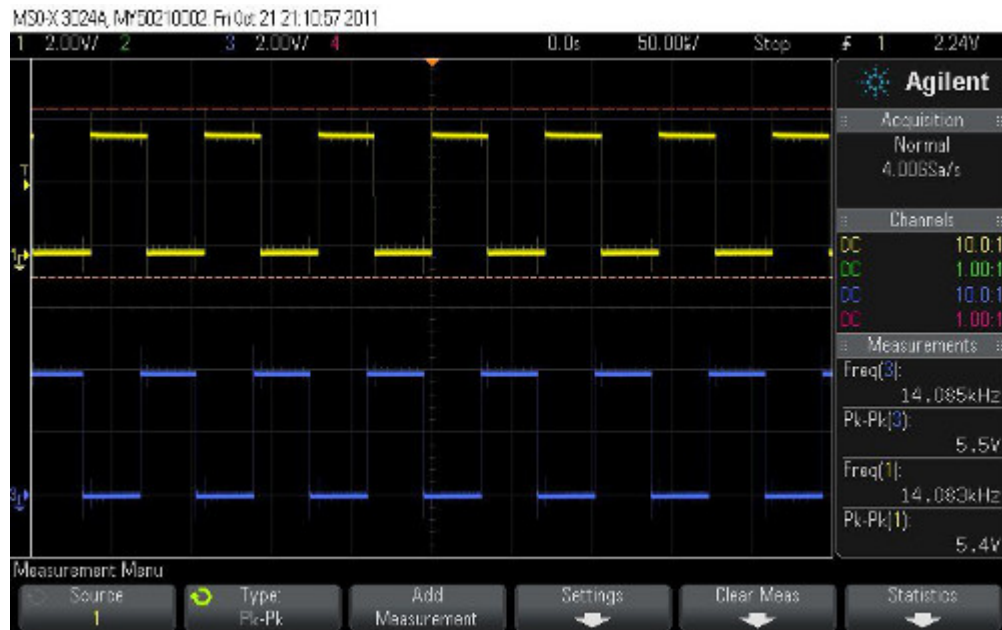 MSO-X 3024A, MY50210002: Fri Oct 21 21:10:57 2011
1 2.00V/ 2 3 2.00V/ 4 0.0s 50.00%/ Stop 1 2.24V
Agilent
Acquisition
Normal
4.00GSa/s
Channels
DC 10.0:1
DC 1.00:1
DC 10.0:1
DC 1.00:1
Measurements
Freq(3):
14.085kHz
Pk-Pk(3):
5.5V
Freq(1):
14.083kHz
Pk-Pk(1):
5.4V
T
1
3
Measurement Menu
Source
1
Type:
Pk-Pk
Add
Measurement
Settings
Clear Meas
Statistics